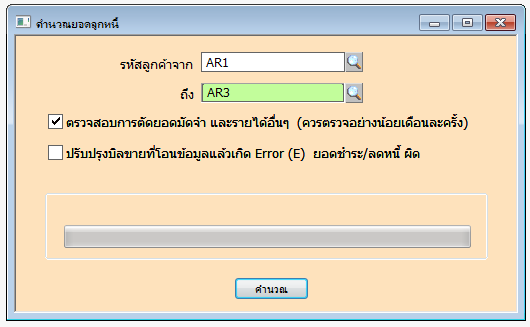 คำนวณยอดลูกหนี้
รหัสลูกค้าจาก AR1
ถึง AR3
ตรวจสอบการตัดยอดมัดจำ และรายได้อื่นๆ (ควรตรวจอย่างน้อยเดือนละครั้ง)
ปรับปรุงบิลขายที่โอนข้อมูลแล้วเกิด Error (E) ยอดชำระ/ลดหนี้ ผิด
คำนวณ